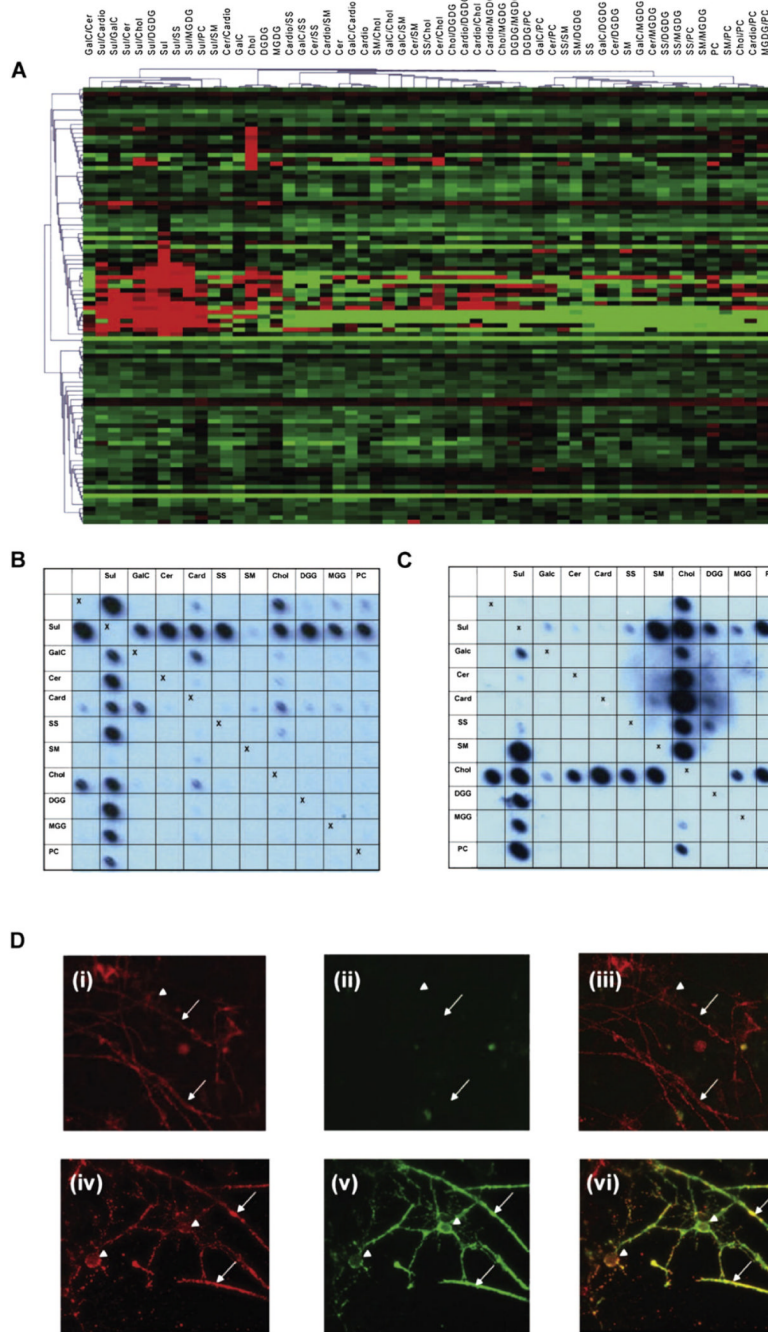 GalC/Cer
Sul/Cardio
Sul/GalC
Sul/Cer
Sul/Chol
Sul/DGDG
Sul
Sul/SS
Sul/MGDG
Sul/PC
Sul/SM
Cer/Cardio
GalC
Chol
DGDG
MGDG
Cardio/SS
GalC/SS
Cer/SS
Cardio/SM
Cer
GalC/Cardio
Cardio
SM/Chol
GalC/Chol
GalC/SM
Cer/SM
SS/Chol
Cer/Chol
Chol/DGDG
Cardio/DGDG
Cardio/Chol
Chol/MGDG
DGDG/PC
GalC/PC
Cer/PC
SS/SM
SM/DGDG
SS
GalC/DGDG
Cer/DGDG
SM
GalC/MGDG
Cer/MGDG
SS/DGDG
SS/MGDG
SS/PC
SM/MGDG
PC
SM/PC
Chol/PC
Cardio/PC
MGDG/PC
A
B
Sul GalC Cer Card SS SM Chol DGG MGG PC
X
Sul X
GalC X
Cer X
Card X
SS X
SM X
Chol X
DGG X
MGG X
PC X
C
Sul Galc Cer Card SS SM Chol DGG MGG
x
Sul x
Galc x
Cer x
Card x
SS x
SM x
Chol x
DGG x
MGG x
PC
D
(i) (ii) (iii)
(iv) (v) (vi)